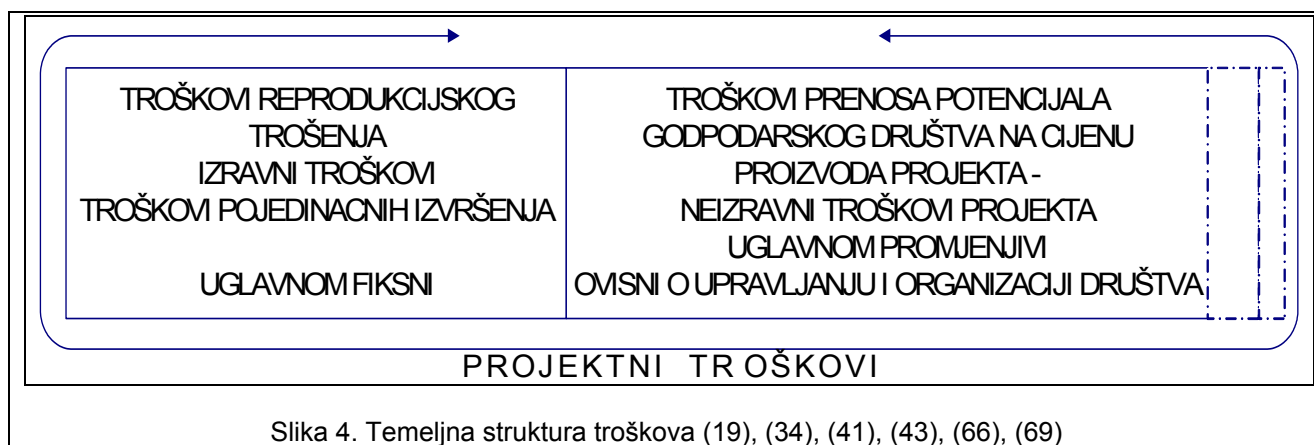 TROŠKOVI REPRODUKCIJSKOG
TROŠENJA
IZRAVNI TROŠKOVI
TROŠKOVI POJEDINACNIH IZVRŠENJA
UGLAVNOM FIKSNI
TROŠKOVI PRENOSA POTENCIJALA
GODPODARSKOG DRUŠTVA NA CIJENU
PROIZVODA PROJEKTA -
NEIZRAVNI TROŠKOVI PROJEKTA
UGLAVNOM PROMJENJIVI
OVISNI O UPRAVLJANJU I ORGANIZACIJI DRUŠTVA
PROJEKTNI TROŠKOVI
Slika 4. Temeljna struktura troškova (19), (34), (41), (43), (66), (69)